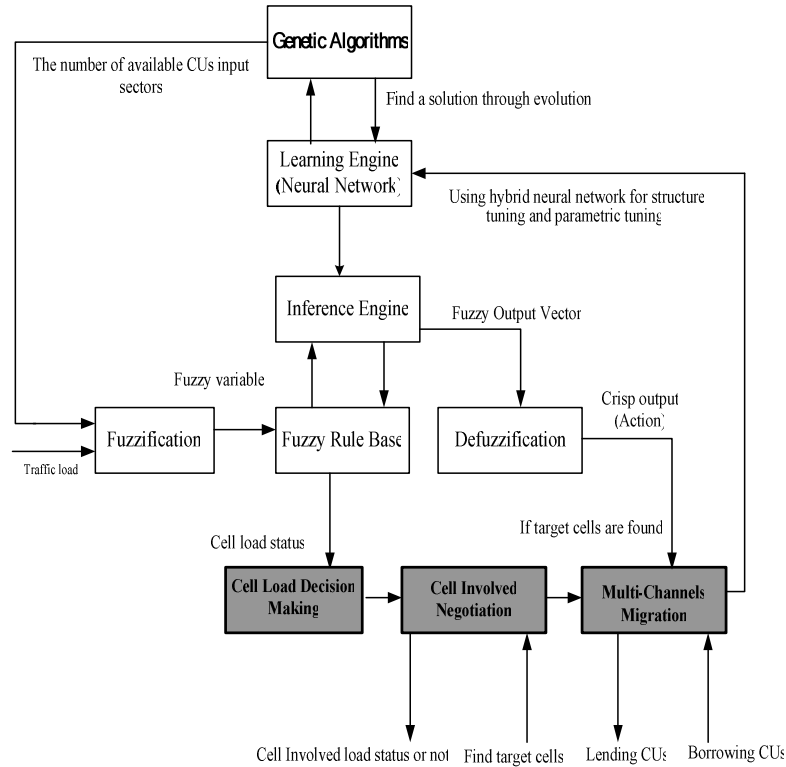 Genetic Algorithms
The number of available CUs input
sectors
Find a solution through evolution
Learning Engine
(Neural Network)
Using hybrid neural network for structure
tuning and parametric tuning
Inference Engine
Fuzzy Output Vector
Fuzzy variable
Crisp output
(Action)
Fuzzification
Fuzzy Rule Base
Defuzzification
Traffic load
If target cells are found
Cell load status
Cell Load Decision
Making
Cell Involved
Negotiation
Multi-Channels
Migration
Cell Involved load status or not
Find target cells
Lending CUs
Borrowing CUs